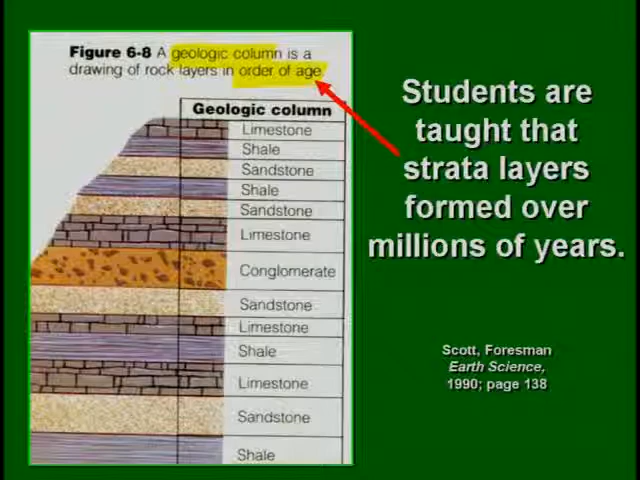 Figure 6-8 A geologic column is a
drawing of rock layers in order of age.
Geologic column
Limestone
Shale
Sandstone
Shale
Sandstone
Limestone
Conglomerate
Sandstone
Limestone
Shale
Limestone
Sandstone
Shale
Students are
taught that
strata layers
formed over
millions of years.
Scott, Foresman
Earth Science,
1990; page 138